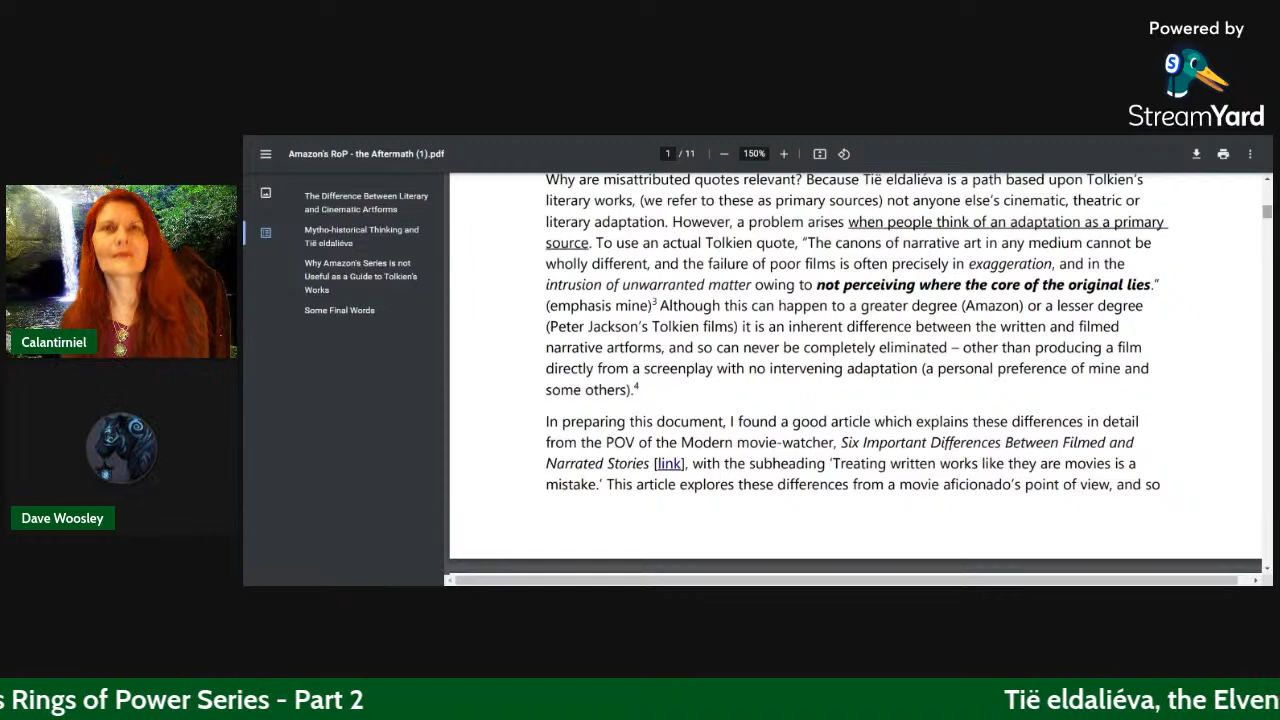 Powered by
S
StreamYard
Amazon's RoP - the Aftermath (1).pdf
1 / 11
150%
The Difference Between Literary
and Cinematic Artforms
Mytho-historical Thinking and
Tië eldaliéva
Why Amazon's Series is not
Useful as a Guide to Tolkien's
Works
Some Final Words
Why are misattributed quotes relevant? Because Tië eldaliéva is a path based upon Tolkien's
literary works, (we refer to these as primary sources) not anyone else's cinematic, theatric or
literary adaptation. However, a problem arises when people think of an adaptation as a primary
source. To use an actual Tolkien quote, "The canons of narrative art in any medium cannot be
wholly different, and the failure of poor films is often precisely in exaggeration, and in the
intrusion of unwarranted matter owing to not perceiving where the core of the original lies."
(emphasis mine)³ Although this can happen to a greater degree (Amazon) or a lesser degree
(Peter Jackson's Tolkien films) it is an inherent difference between the written and filmed
narrative artforms, and so can never be completely eliminated – other than producing a film
directly from a screenplay with no intervening adaptation (a personal preference of mine and
some others).⁴
In preparing this document, I found a good article which explains these differences in detail
from the POV of the Modern movie-watcher, Six Important Differences Between Filmed and
Narrated Stories [link], with the subheading 'Treating written works like they are movies is a
mistake.' This article explores these differences from a movie aficionado's point of view, and so
Calantirniel
Dave Woosley
s Rings of Power Series - Part 2
Tië eldaliéva, the Elven